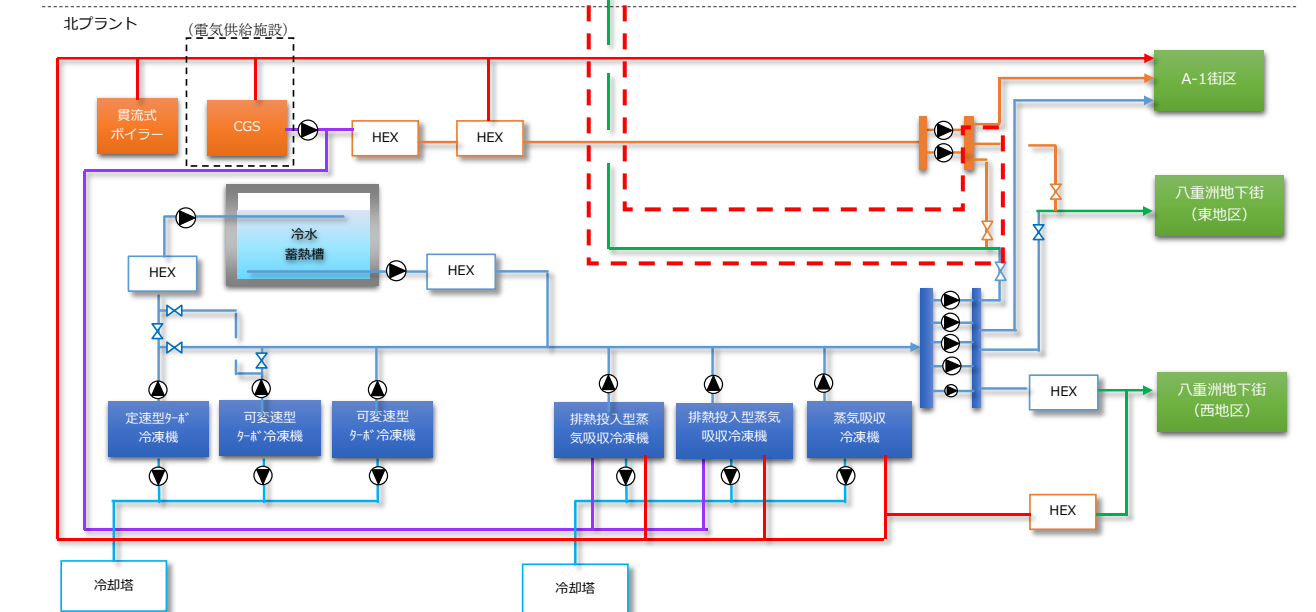 北プラント
(電気供給施設)
貫流式
ボイラー
CGS
HEX
HEX
A-1街区
冷水
蓄熱槽
HEX
HEX
八重洲地下街
(東地区)
定速型ﾀｰﾎﾞ
冷凍機
可変速型
ﾀｰﾎﾞ冷凍機
可変速型
ﾀｰﾎﾞ冷凍機
排熱投入型蒸
気吸収冷凍機
排熱投入型蒸気
吸収冷凍機
蒸気吸収
冷凍機
HEX
八重洲地下街
(西地区)
HEX
冷却塔
冷却塔